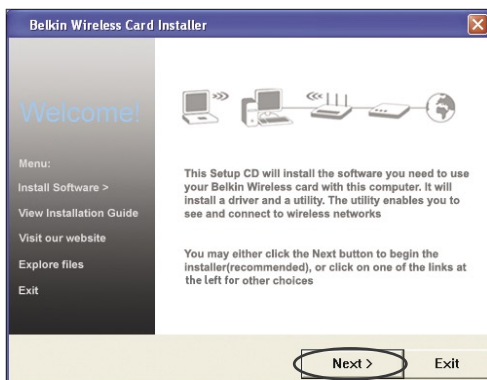 Belkin Wireless Card Installer
Welcome!
Menu:
Install Software >
View Installation Guide
Visit our website
Explore files
Exit
This Setup CD will install the software you need to use
your Belkin Wireless card with this computer. It will
install a driver and a utility. The utility enables you to
see and connect to wireless networks
You may either click the Next button to begin the
installer(recommended), or click on one of the links at
the left for other choices
Next >
Exit